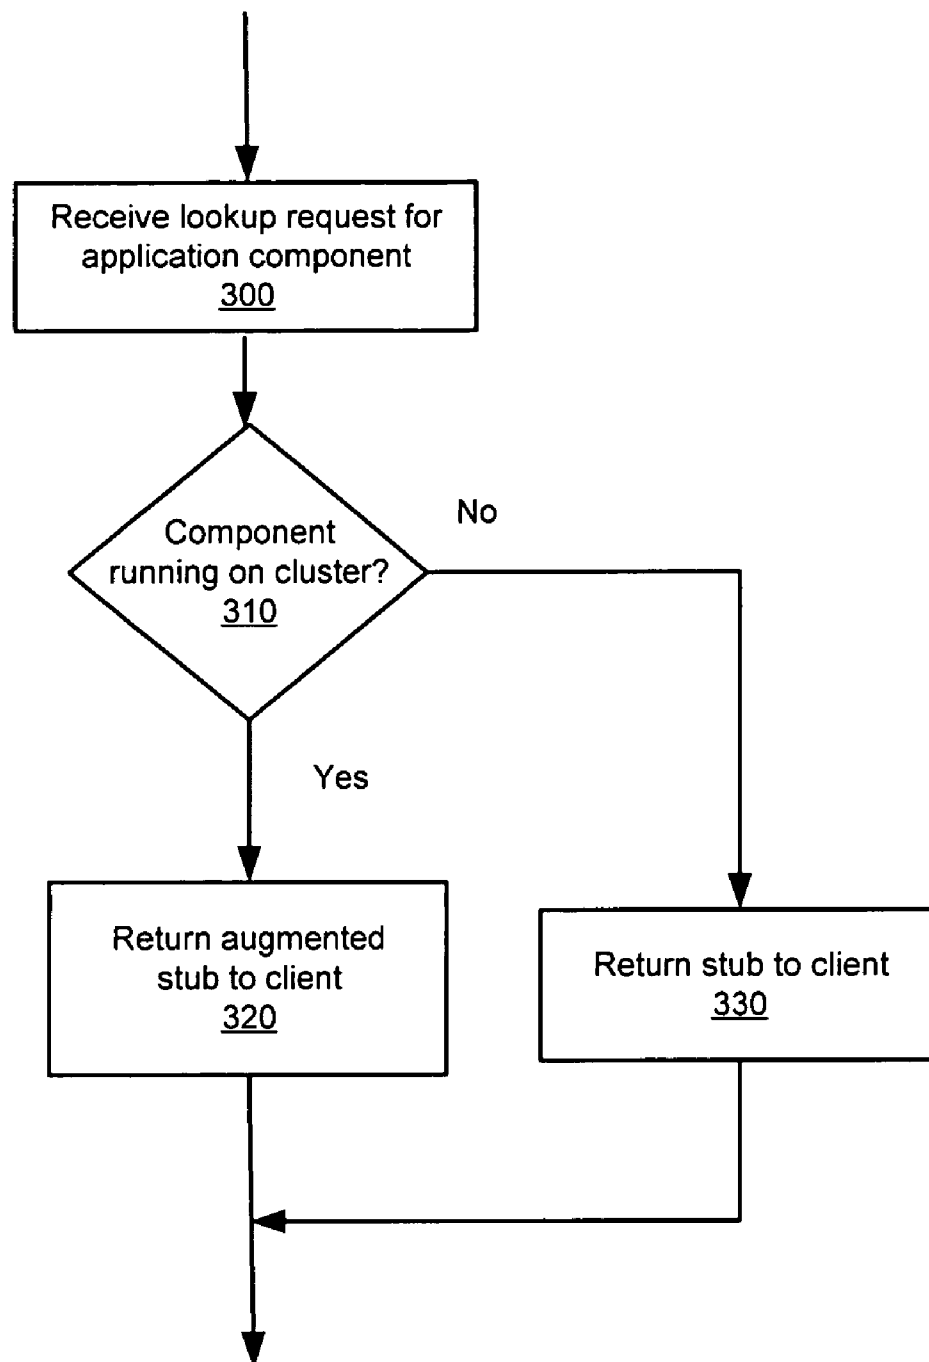 Receive lookup request for
application component
300
Component
running on cluster?
310
No
Yes
Return augmented
stub to client
320
Return stub to client
330